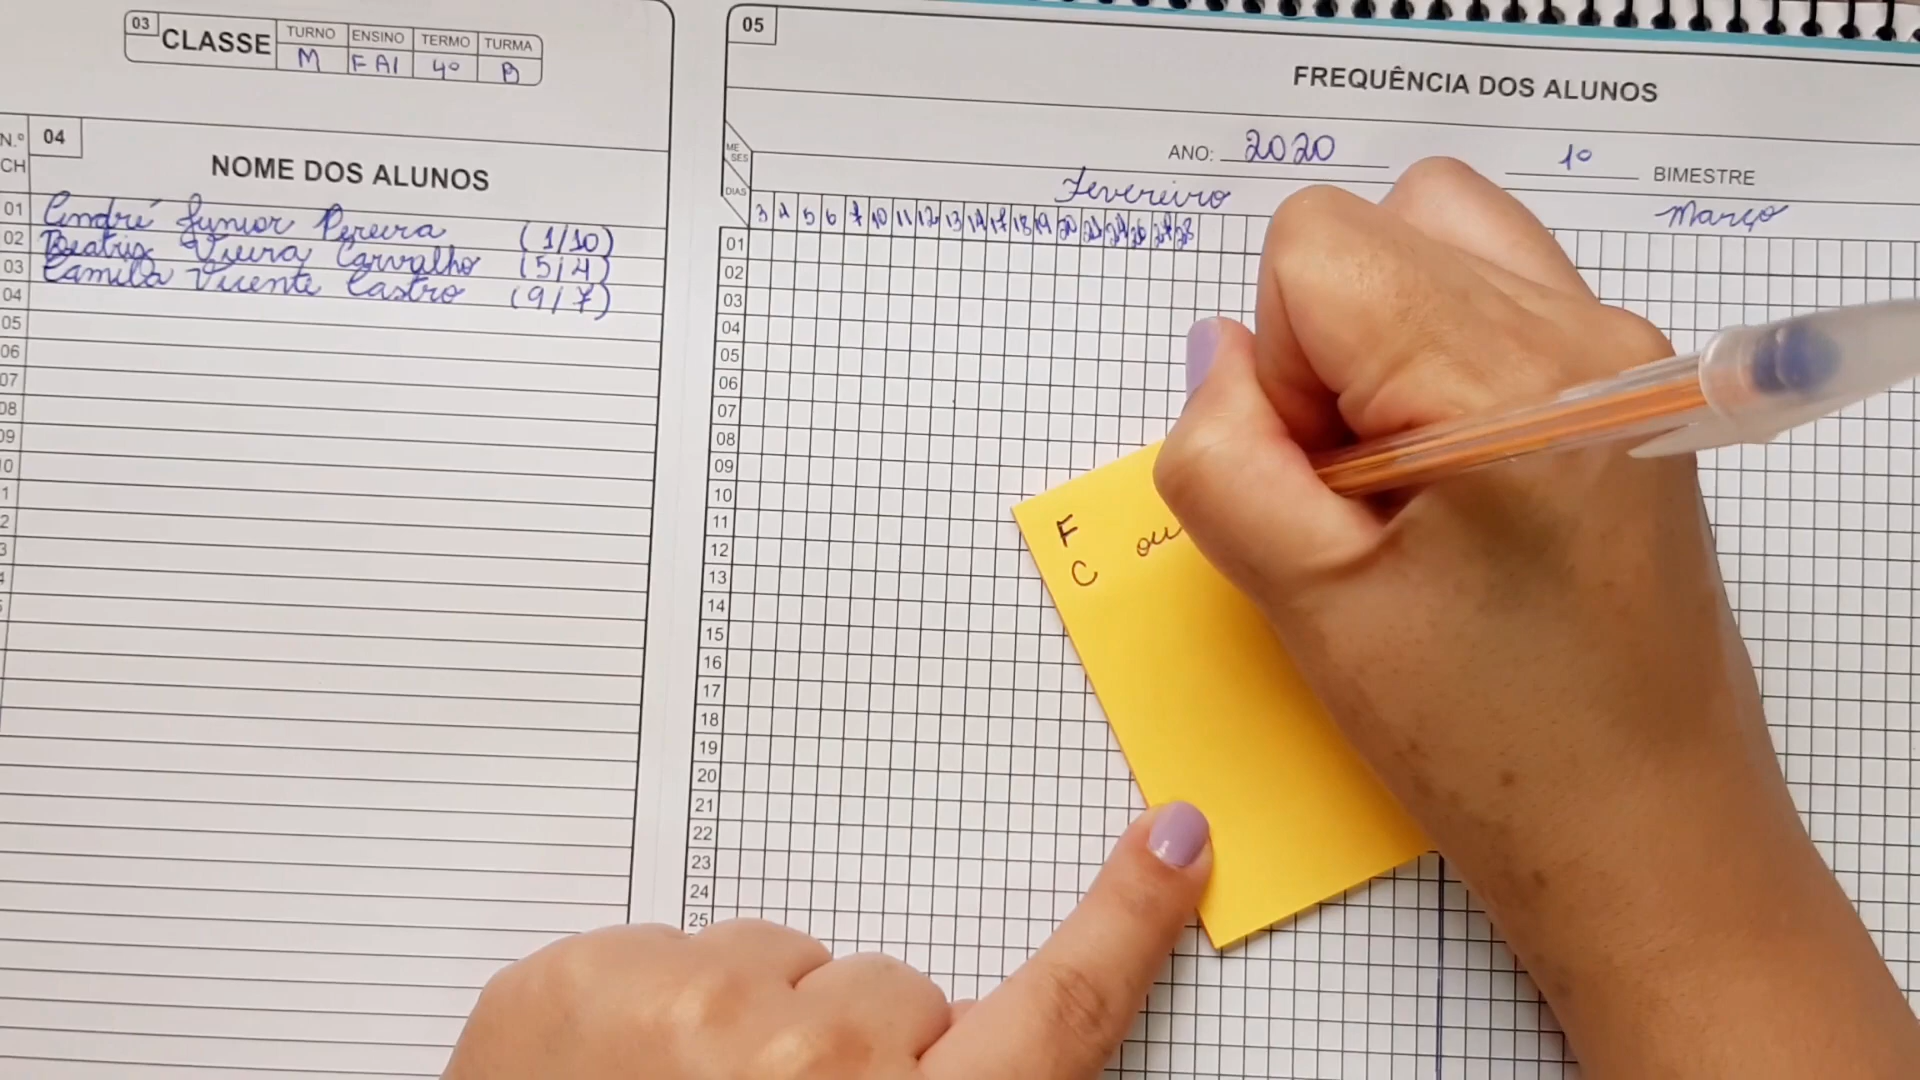 03 CLASSE TURNO ENSINO TERMO TURMA
M FAI 4º B
N.º CH 04 NOME DOS ALUNOS
01 André Junior Pereira (1/10)
02 Beatriz Vieira Carvalho (5/4)
03 Camila Vicente Castro (9/7)
04
05
06
07
08
09
05
FREQUÊNCIA DOS ALUNOS
ANO: 2020 1º BIMESTRE
MESES Fevereiro Março
DIAS 3 4 5 6 7 10 11 12 13 14 17 18 19 20 21 28
01
02
03
04
05
06
07
08
09
10
11
12
13
14
15
16
17
18
19
20
21
22
23
24
25
F
C ou